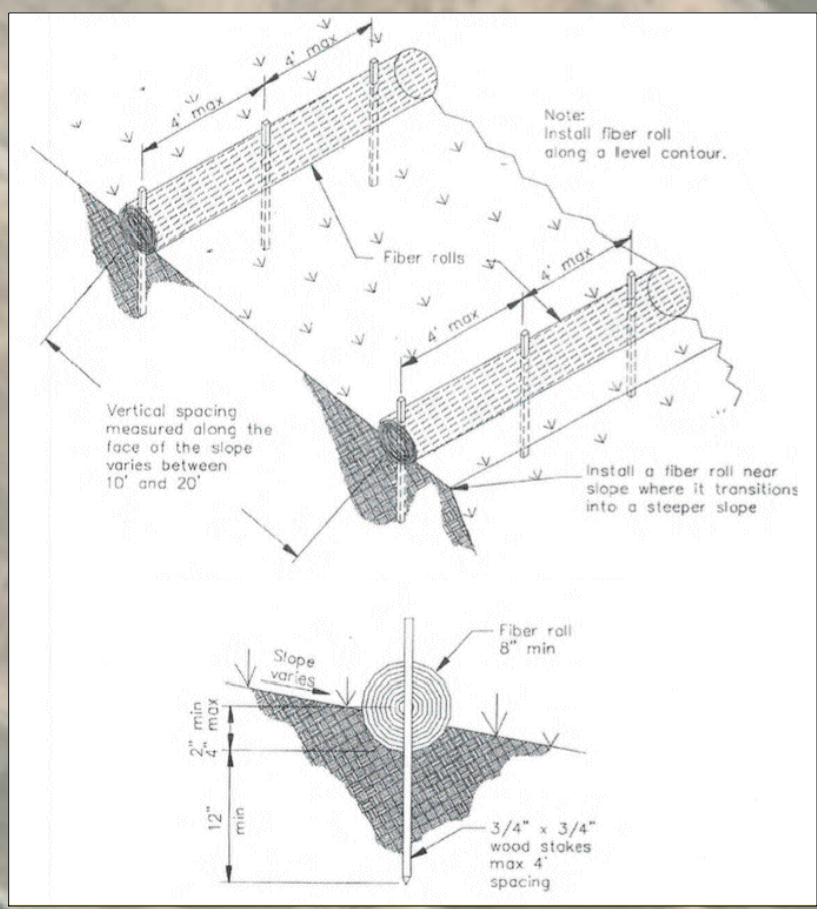 4' max
4' max
Note:
Install fiber roll
along a level contour.
Fiber rolls
4' max
4' max
Vertical spacing
measured along the
face of the slope
varies between
10' and 20'
Install a fiber roll near
slope where it transitions
into a steeper slope
Fiber roll
8" min
Slope
varies
2" min
4" max
12"
min
3/4" x 3/4"
wood stakes
max 4'
spacing